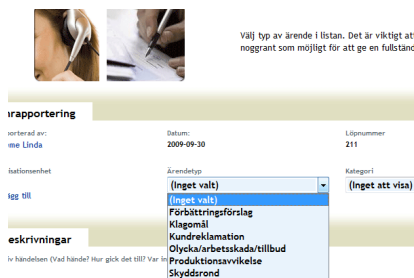 Välj typ av ärende i listan. Det är viktigt att
noggrant som möjligt för att ge en fullständ
rapportering
porterad av:
Datum:
Löpnummer
me Linda
2009-09-30
211
isationsenhet
Ärendetyp
Kategori
(Inget valt)
(Inget att visa)
ägg till
(Inget valt)
Förbättringsförslag
Klagomål
eskrivningar
Kundreklamation
Olycka/arbetsskada/tillbud
iv händelsen (Vad hände? Hur gick det till? Var in
Produktionsavvikelse
Skyddsrond